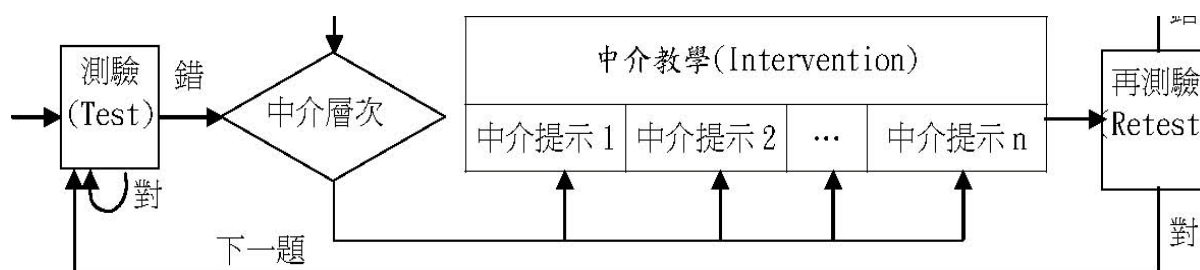 錯
測驗
(Test)
錯
對
中介層次
中介教學(Intervention)
中介提示 1
中介提示 2
…
中介提示 n
再測驗
(Retest
對
下一題